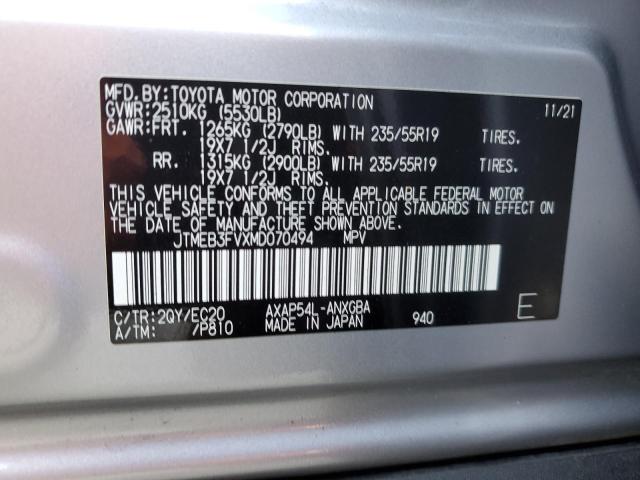 MFD. BY:TOYOTA MOTOR CORPORATION 11/21
GVWR:2510KG (5530LB)
GAWR:FRT. 1265KG (2790LB) WITH 235/55R19 TIRES.
19X7 1/2J RIMS.
RR. 1315KG (2900LB) WITH 235/55R19 TIRES.
19X7 1/2J RIMS.
THIS VEHICLE CONFORMS TO ALL APPLICABLE FEDERAL MOTOR
VEHICLE SAFETY AND THEFT PREVENTION STANDARDS IN EFFECT ON
THE DATE OF MANUFACTURE SHOWN ABOVE.
JTMEB3FVXMD070494 MPV
C/TR:2QY/EC20 AXAP54L-ANXGBA
A/TM: 7P810 MADE IN JAPAN 940 E